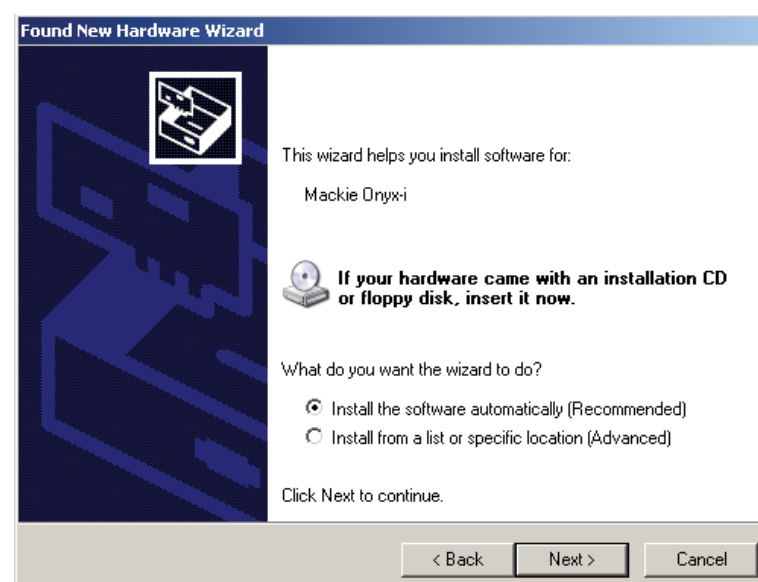 Found New Hardware Wizard
This wizard helps you install software for:
Mackie Onyx-i
If your hardware came with an installation CD
or floppy disk, insert it now.
What do you want the wizard to do?
Install the software automatically (Recommended)
Install from a list or specific location (Advanced)
Click Next to continue.
< Back
Next >
Cancel